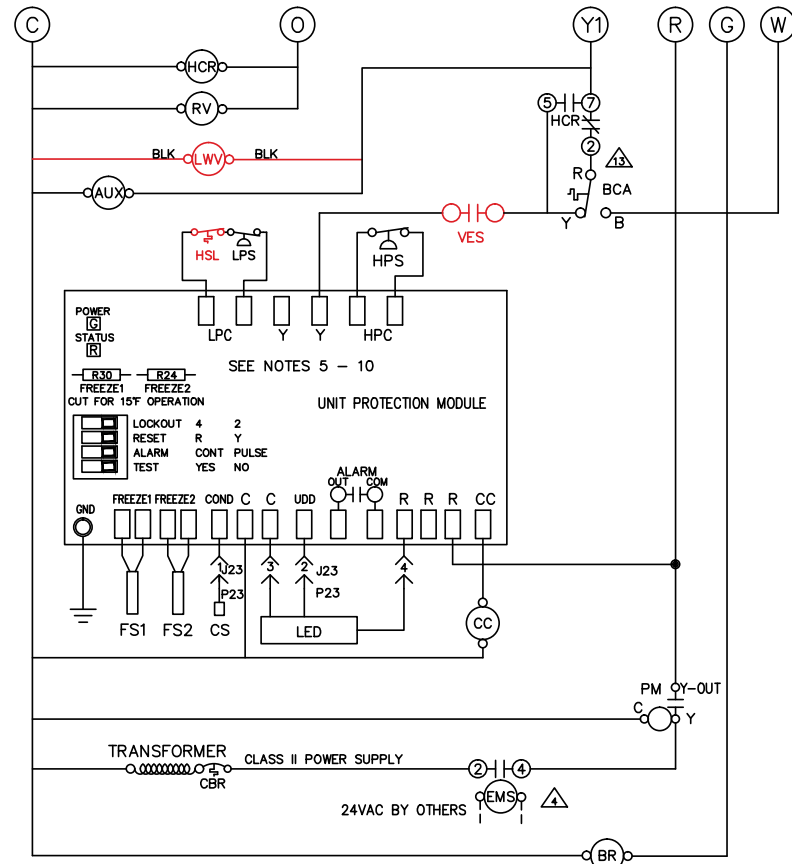 C O Y1 R G W
HCR
RV
5 7
HCR
2
13
BLK LWV BLK
R
BCA
AUX
Y B
VES
HSL LPS
HPS
POWER
G
STATUS
R
LPC Y Y HPC
SEE NOTES 5 – 10
R30 R24
FREEZE1 FREEZE2
CUT FOR 15°F OPERATION
UNIT PROTECTION MODULE
LOCKOUT 4 2
RESET R Y
ALARM CONT PULSE
TEST YES NO
ALARM
OUT COM
GND
FREEZE1 FREEZE2 COND C C UDD R R R CC
1 J23 3 2 J23 4
P23 P23
FS1 FS2 CS LED CC
PM Y-OUT
C Y
TRANSFORMER
CLASS II POWER SUPPLY
CBR
2 4
24VAC BY OTHERS EMS 4
BR